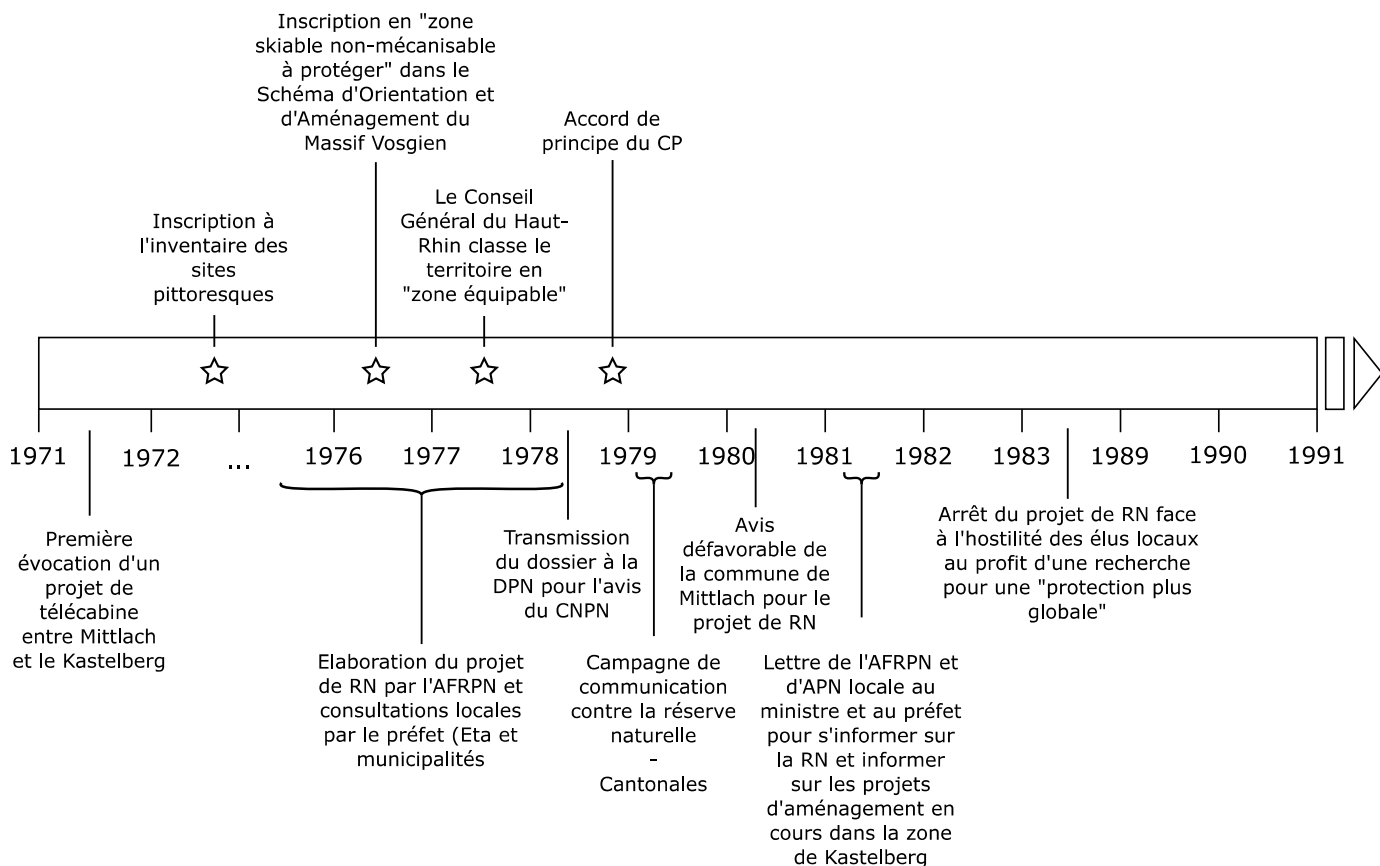 Inscription en "zone
skiable non-mécanisable
à protéger" dans le
Schéma d'Orientation et
d'Aménagement du
Massif Vosgien
Accord de
principe du CP
Inscription à
l'inventaire des
sites
pittoresques
Le Conseil
Général du Haut-
Rhin classe le
territoire en
"zone équipable"
1971
1972
...
1976
1977
1978
1979
1980
1981
1982
1983
1989
1990
1991
Première
évocation d'un
projet de
télécabine
entre Mittlach
et le Kastelberg
Elaboration du projet
de RN par l'AFRPN et
consultations locales
par le préfet (Eta et
municipalités
Transmission
du dossier à la
DPN pour l'avis
du CNPN
Campagne de
communication
contre la réserve
naturelle
-
Cantonales
Avis
défavorable de
la commune de
Mittlach pour le
projet de RN
Lettre de l'AFRPN et
d'APN locale au
ministre et au préfet
pour s'informer sur
la RN et informer
sur les projets
d'aménagement en
cours dans la zone
de Kastelberg
Arrêt du projet de RN face
à l'hostilité des élus locaux
au profit d'une recherche
pour une "protection plus
globale"